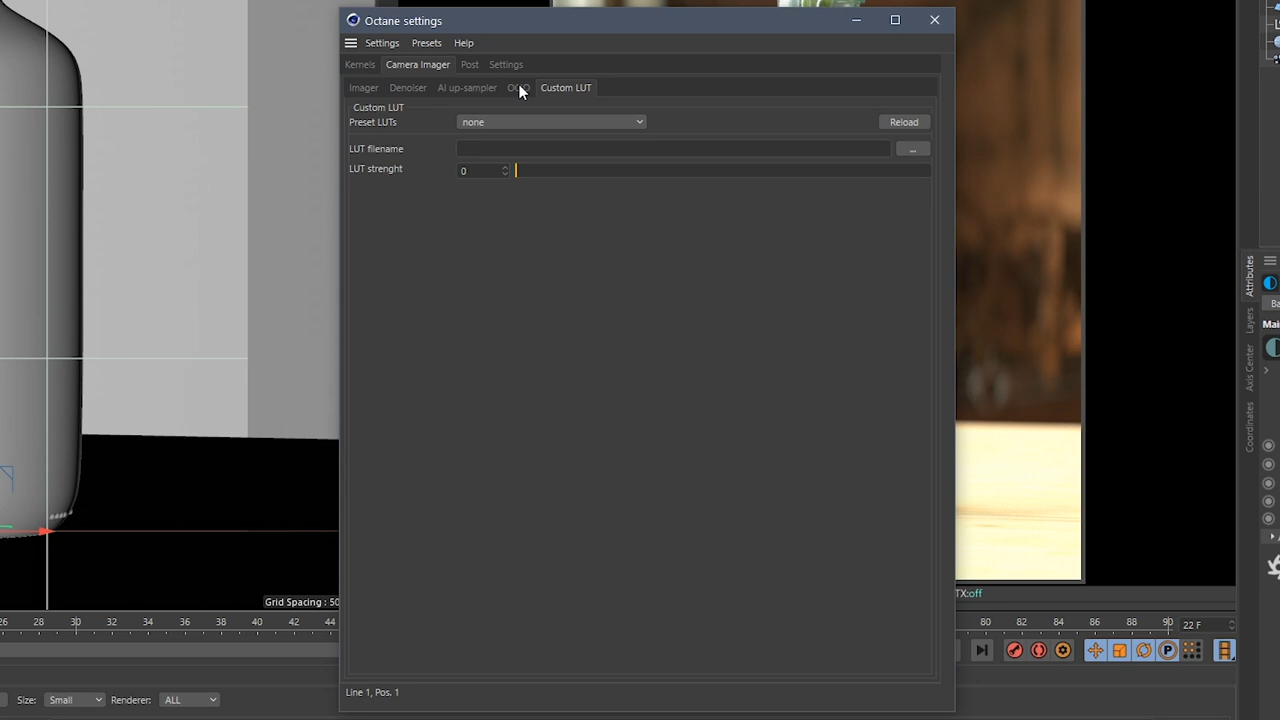 Octane settings
Settings Presets Help
Kernels Camera Imager Post Settings
Imager Denoiser AI up-sampler Custom LUT
Custom LUT
Preset LUTs none Reload
LUT filename ...
LUT strenght 0
Line 1, Pos. 1
Grid Spacing : 50
26 28 30 32 34 36 38 40 42 44
80 82 84 86 88 90 22 F
TX:off
P
Size: Small Renderer: ALL
Attributes
Layers
Axis Center
Coordinates
Ba
Mai